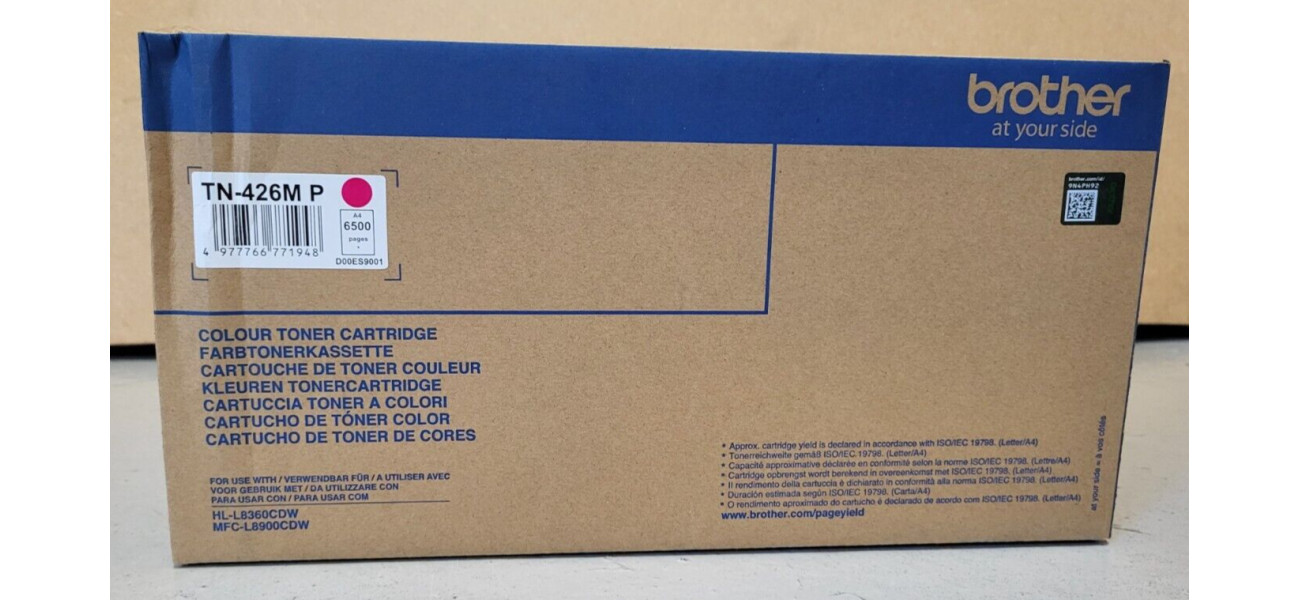 brother
at your side
TN-426M P
A4
6500
pages
4 977766 771948
D00ES9001
brother.com/id/
9N4PH92
COLOUR TONER CARTRIDGE
FARBTONERKASSETTE
CARTOUCHE DE TONER COULEUR
KLEUREN TONERCARTRIDGE
CARTUCCIA TONER A COLORI
CARTUCHO DE TÓNER COLOR
CARTUCHO DE TONER DE CORES
FOR USE WITH / VERWENDBAR FÜR / A UTILISER AVEC
VOOR GEBRUIK MET / DA UTILIZZARE CON
PARA USAR CON / PARA USAR COM
HL-L8360CDW
MFC-L8900CDW
• Approx. cartridge yield is declared in accordance with ISO/IEC 19798. (Letter/A4)
• Tonerreichweite gemäß ISO/IEC 19798. (Letter/A4)
• Capacité approximative déclarée en conformité selon la norme ISO/IEC 19798. (Lettre/A4)
• Cartridge opbrengst wordt berekend in overeenkomst met ISO/IEC 19798. (Letter/A4)
• Il rendimento della cartuccia è dichiarato in conformità alla norma ISO/IEC 19798. (Letter/A4)
• Duración estimada según ISO/IEC 19798. (Carta/A4)
• O rendimento aproximado do cartucho é declarado de acordo com ISO/IEC 19798. (Letter/A4)
www.brother.com/pageyield
at your side = à vos côtés